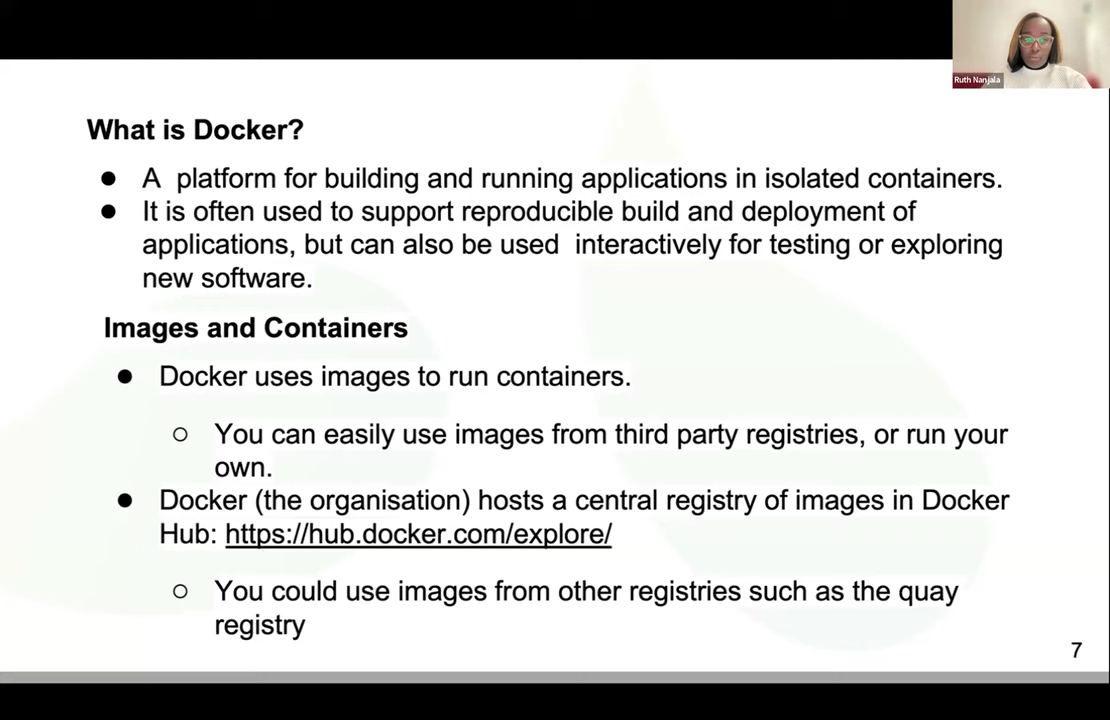 Ruth Nanjala
What is Docker?
● A platform for building and running applications in isolated containers.
● It is often used to support reproducible build and deployment of
applications, but can also be used interactively for testing or exploring
new software.
Images and Containers
● Docker uses images to run containers.
○ You can easily use images from third party registries, or run your
own.
● Docker (the organisation) hosts a central registry of images in Docker
Hub: https://hub.docker.com/explore/
○ You could use images from other registries such as the quay
registry
7